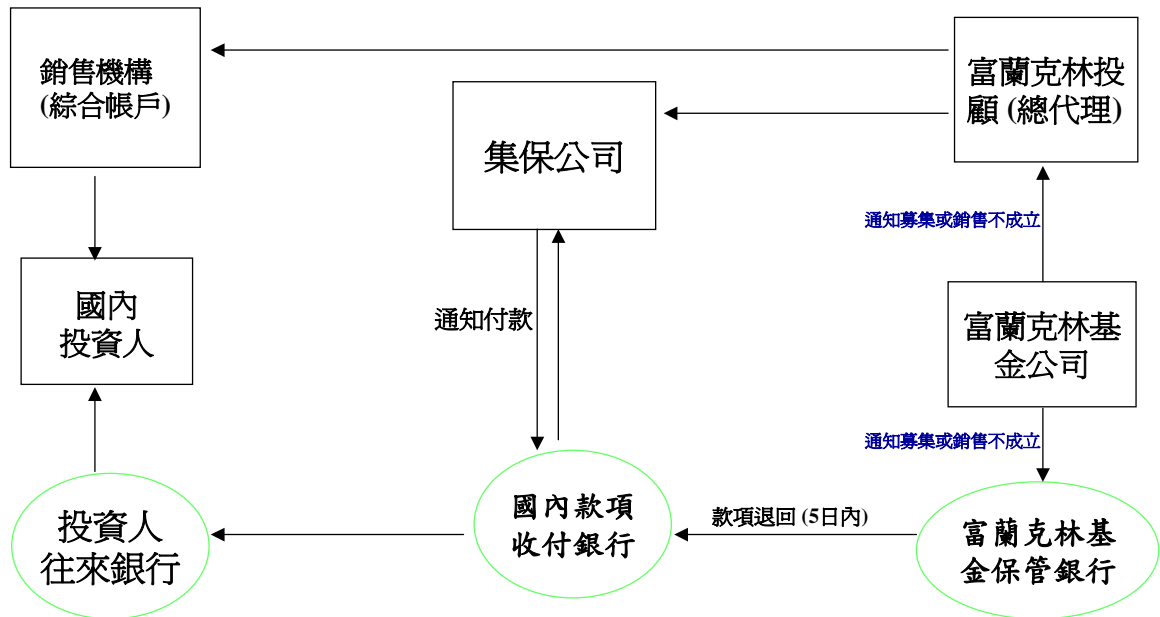 銷售機構
(綜合帳戶)
富蘭克林投
顧 (總代理)
集保公司
通知募集或銷售不成立
國內
投資人
通知付款
富蘭克林基
金公司
通知募集或銷售不成立
投資人
往來銀行
國內款項
收付銀行
款項退回 (5日內)
富蘭克林基
金保管銀行